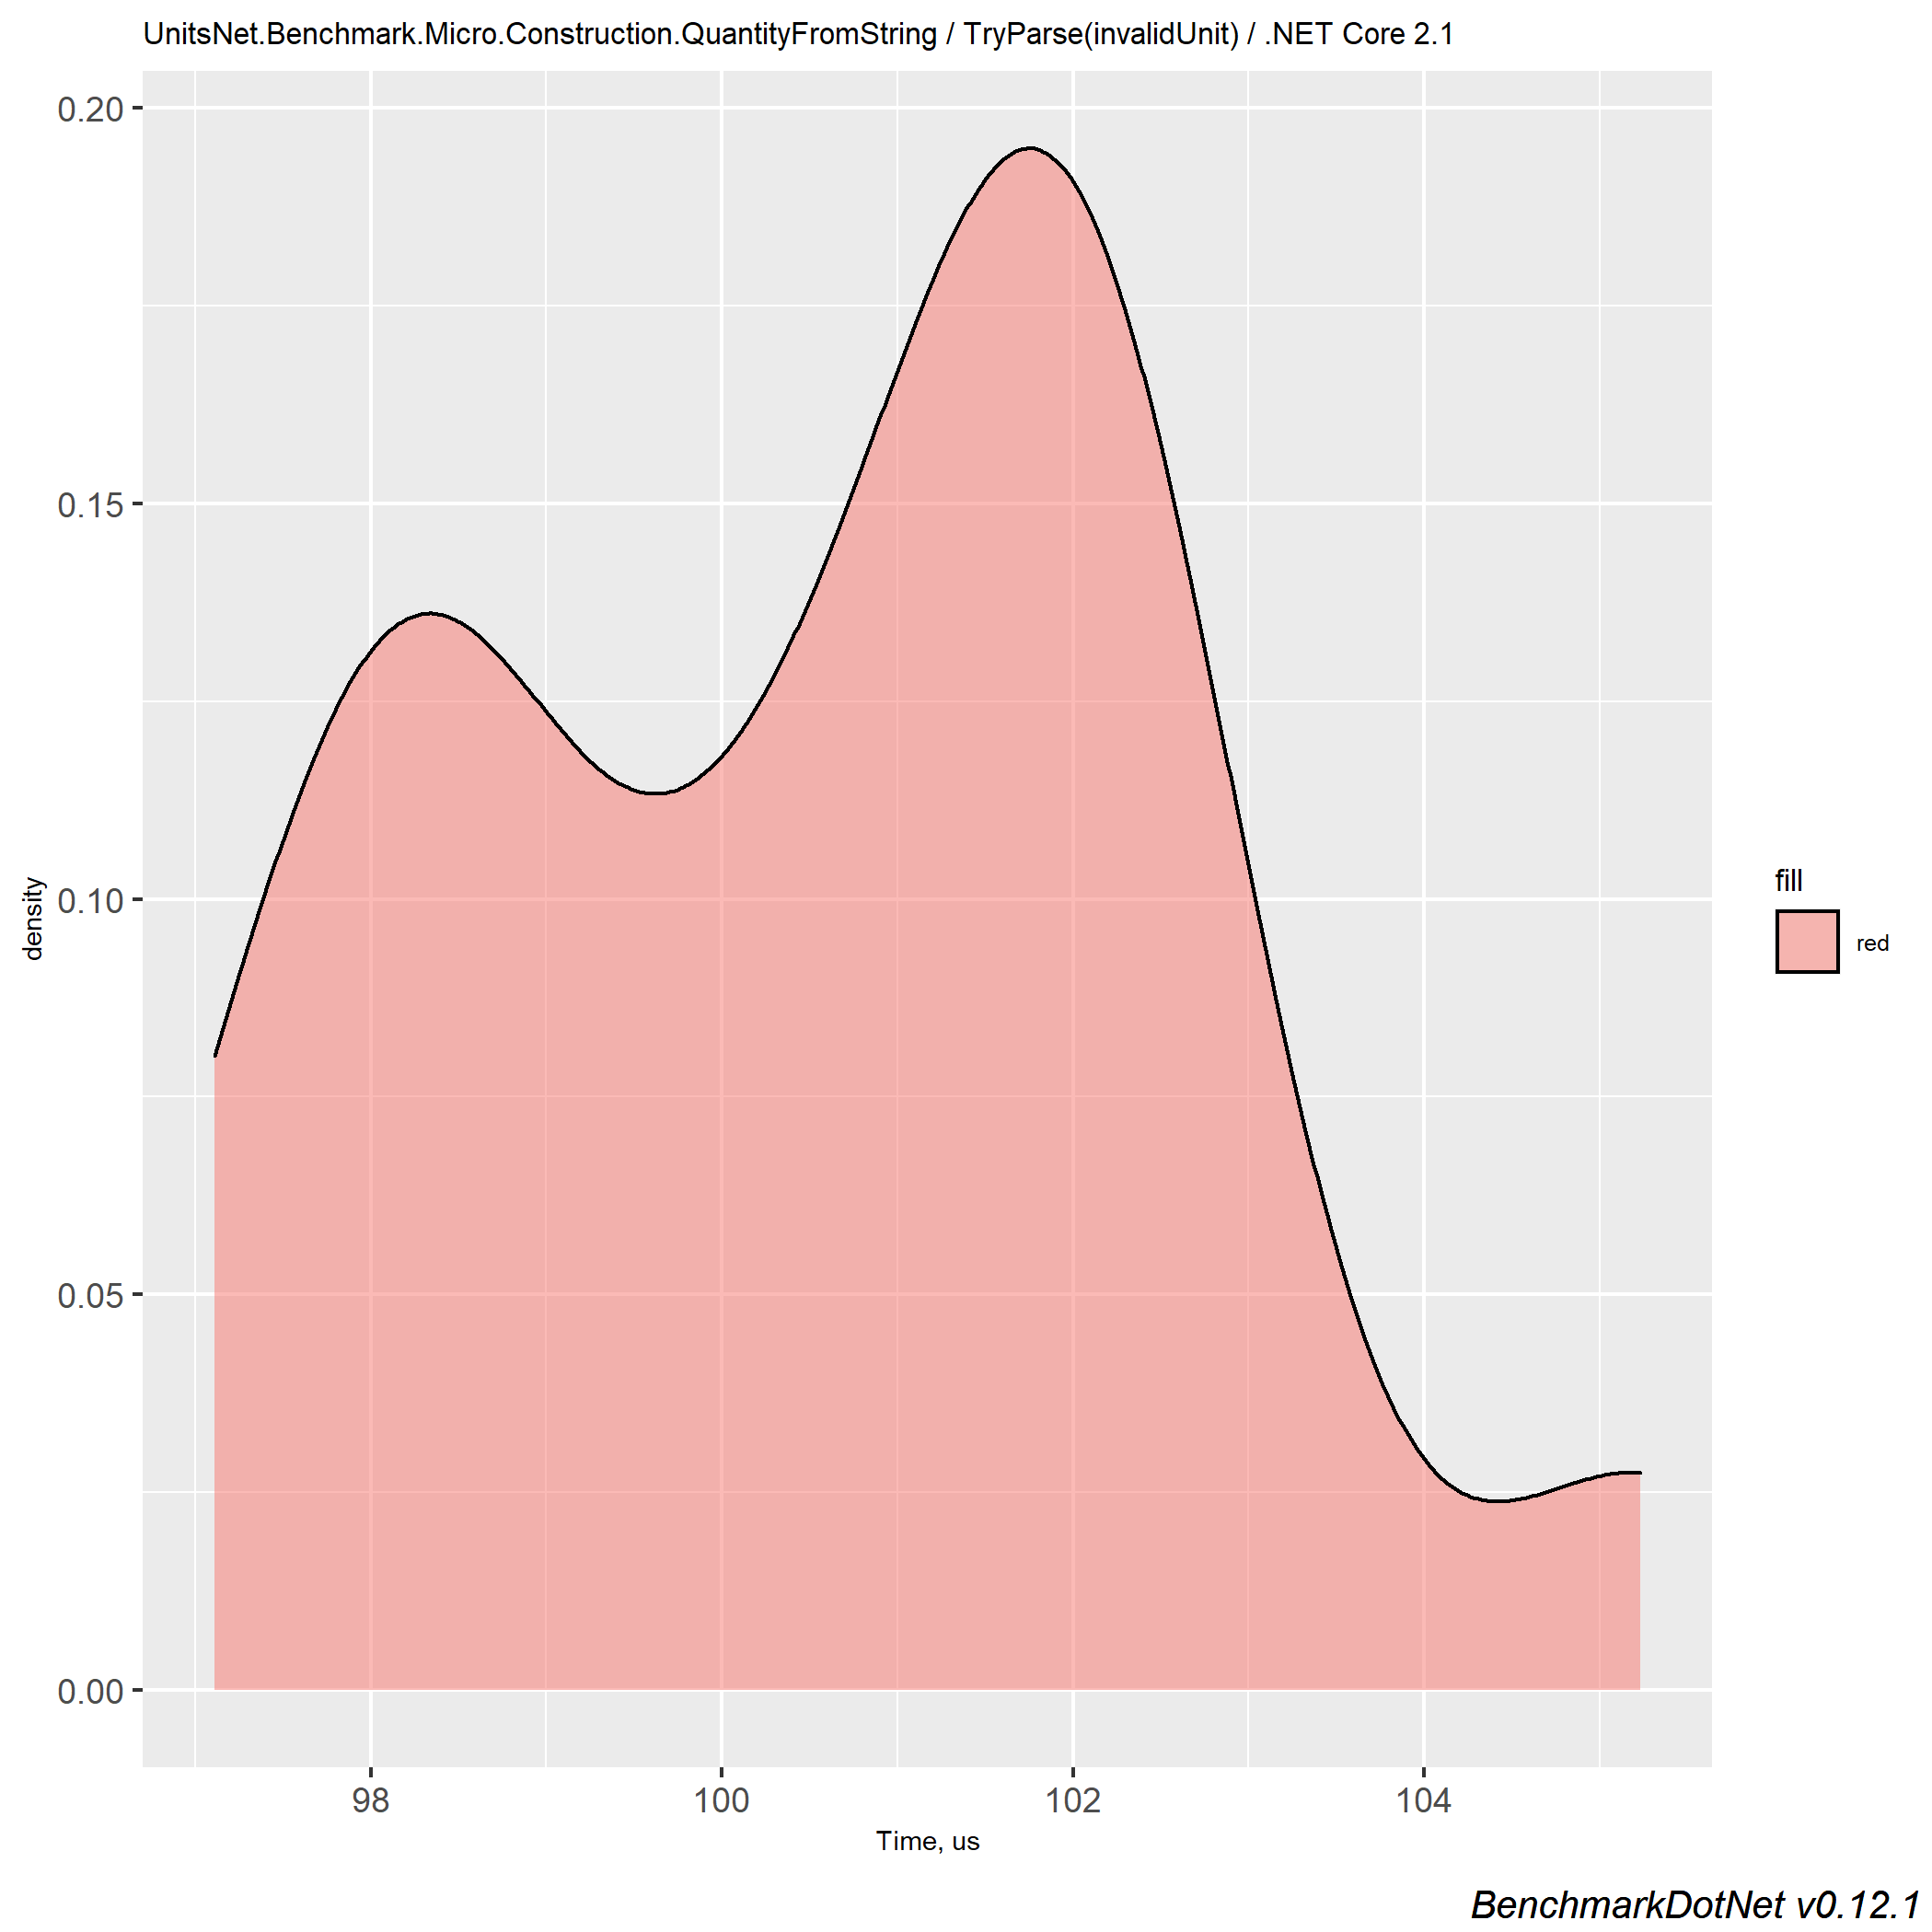 UnitsNet.Benchmark.Micro.Construction.QuantityFromString / TryParse(invalidUnit) / .NET Core 2.1
0.20
0.15
0.10
0.05
0.00
density
98 100 102 104
Time, us
fill
red
BenchmarkDotNet v0.12.1